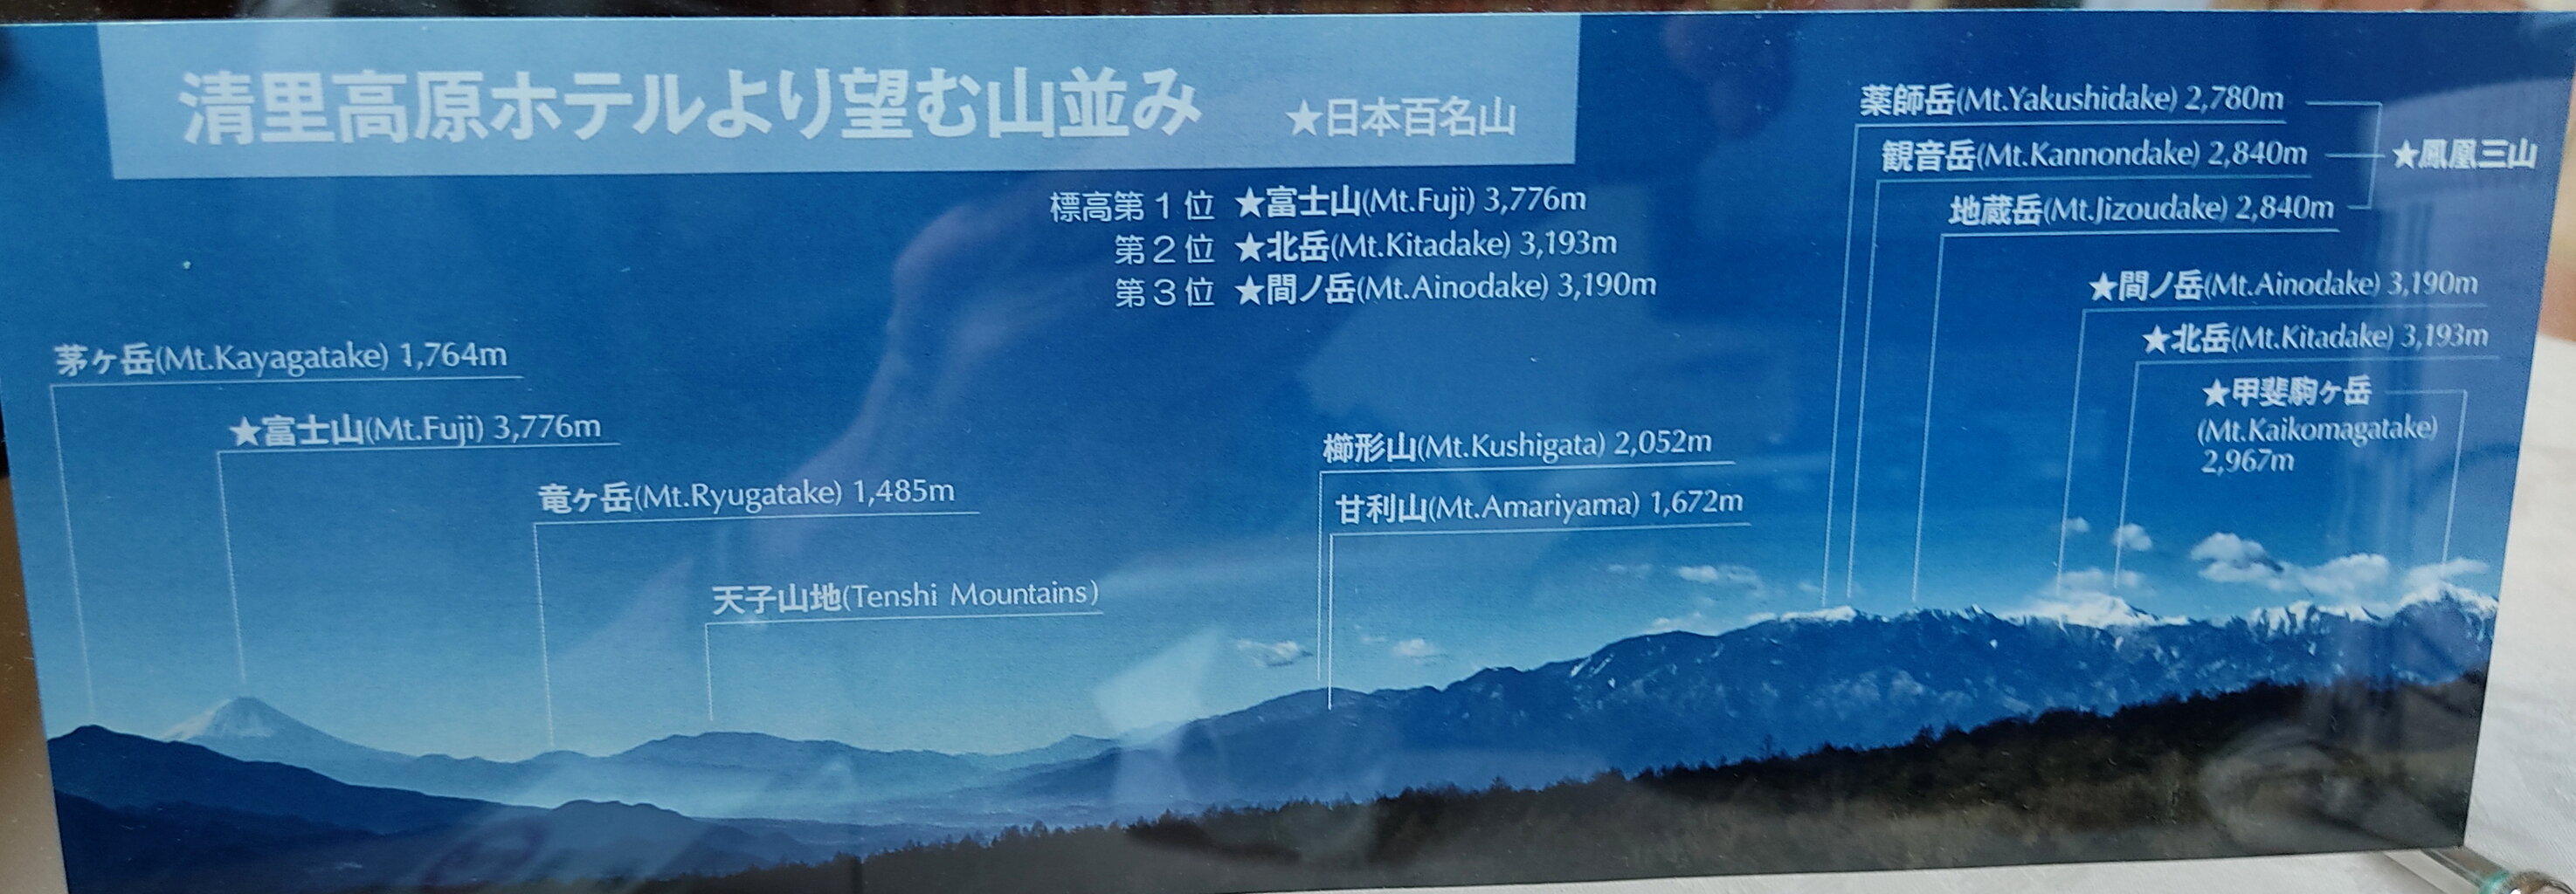 清里高原ホテルより望む山並み ★日本百名山
標高第1位 ★富士山(Mt.Fuji) 3,776m
第2位 ★北岳(Mt.Kitadake) 3,193m
第3位 ★間ノ岳(Mt.Ainodake) 3,190m
茅ヶ岳(Mt.Kayagatake) 1,764m
★富士山(Mt.Fuji) 3,776m
竜ヶ岳(Mt.Ryugatake) 1,485m
天子山地(Tenshi Mountains)
櫛形山(Mt.Kushigata) 2,052m
甘利山(Mt.Amariyama) 1,672m
薬師岳(Mt.Yakushidake) 2,780m
観音岳(Mt.Kannondake) 2,840m
★鳳凰三山
地蔵岳(Mt.Jizoudake) 2,840m
★間ノ岳(Mt.Ainodake) 3,190m
★北岳(Mt.Kitadake) 3,193m
★甲斐駒ヶ岳
(Mt.Kaikomagatake)
2,967m